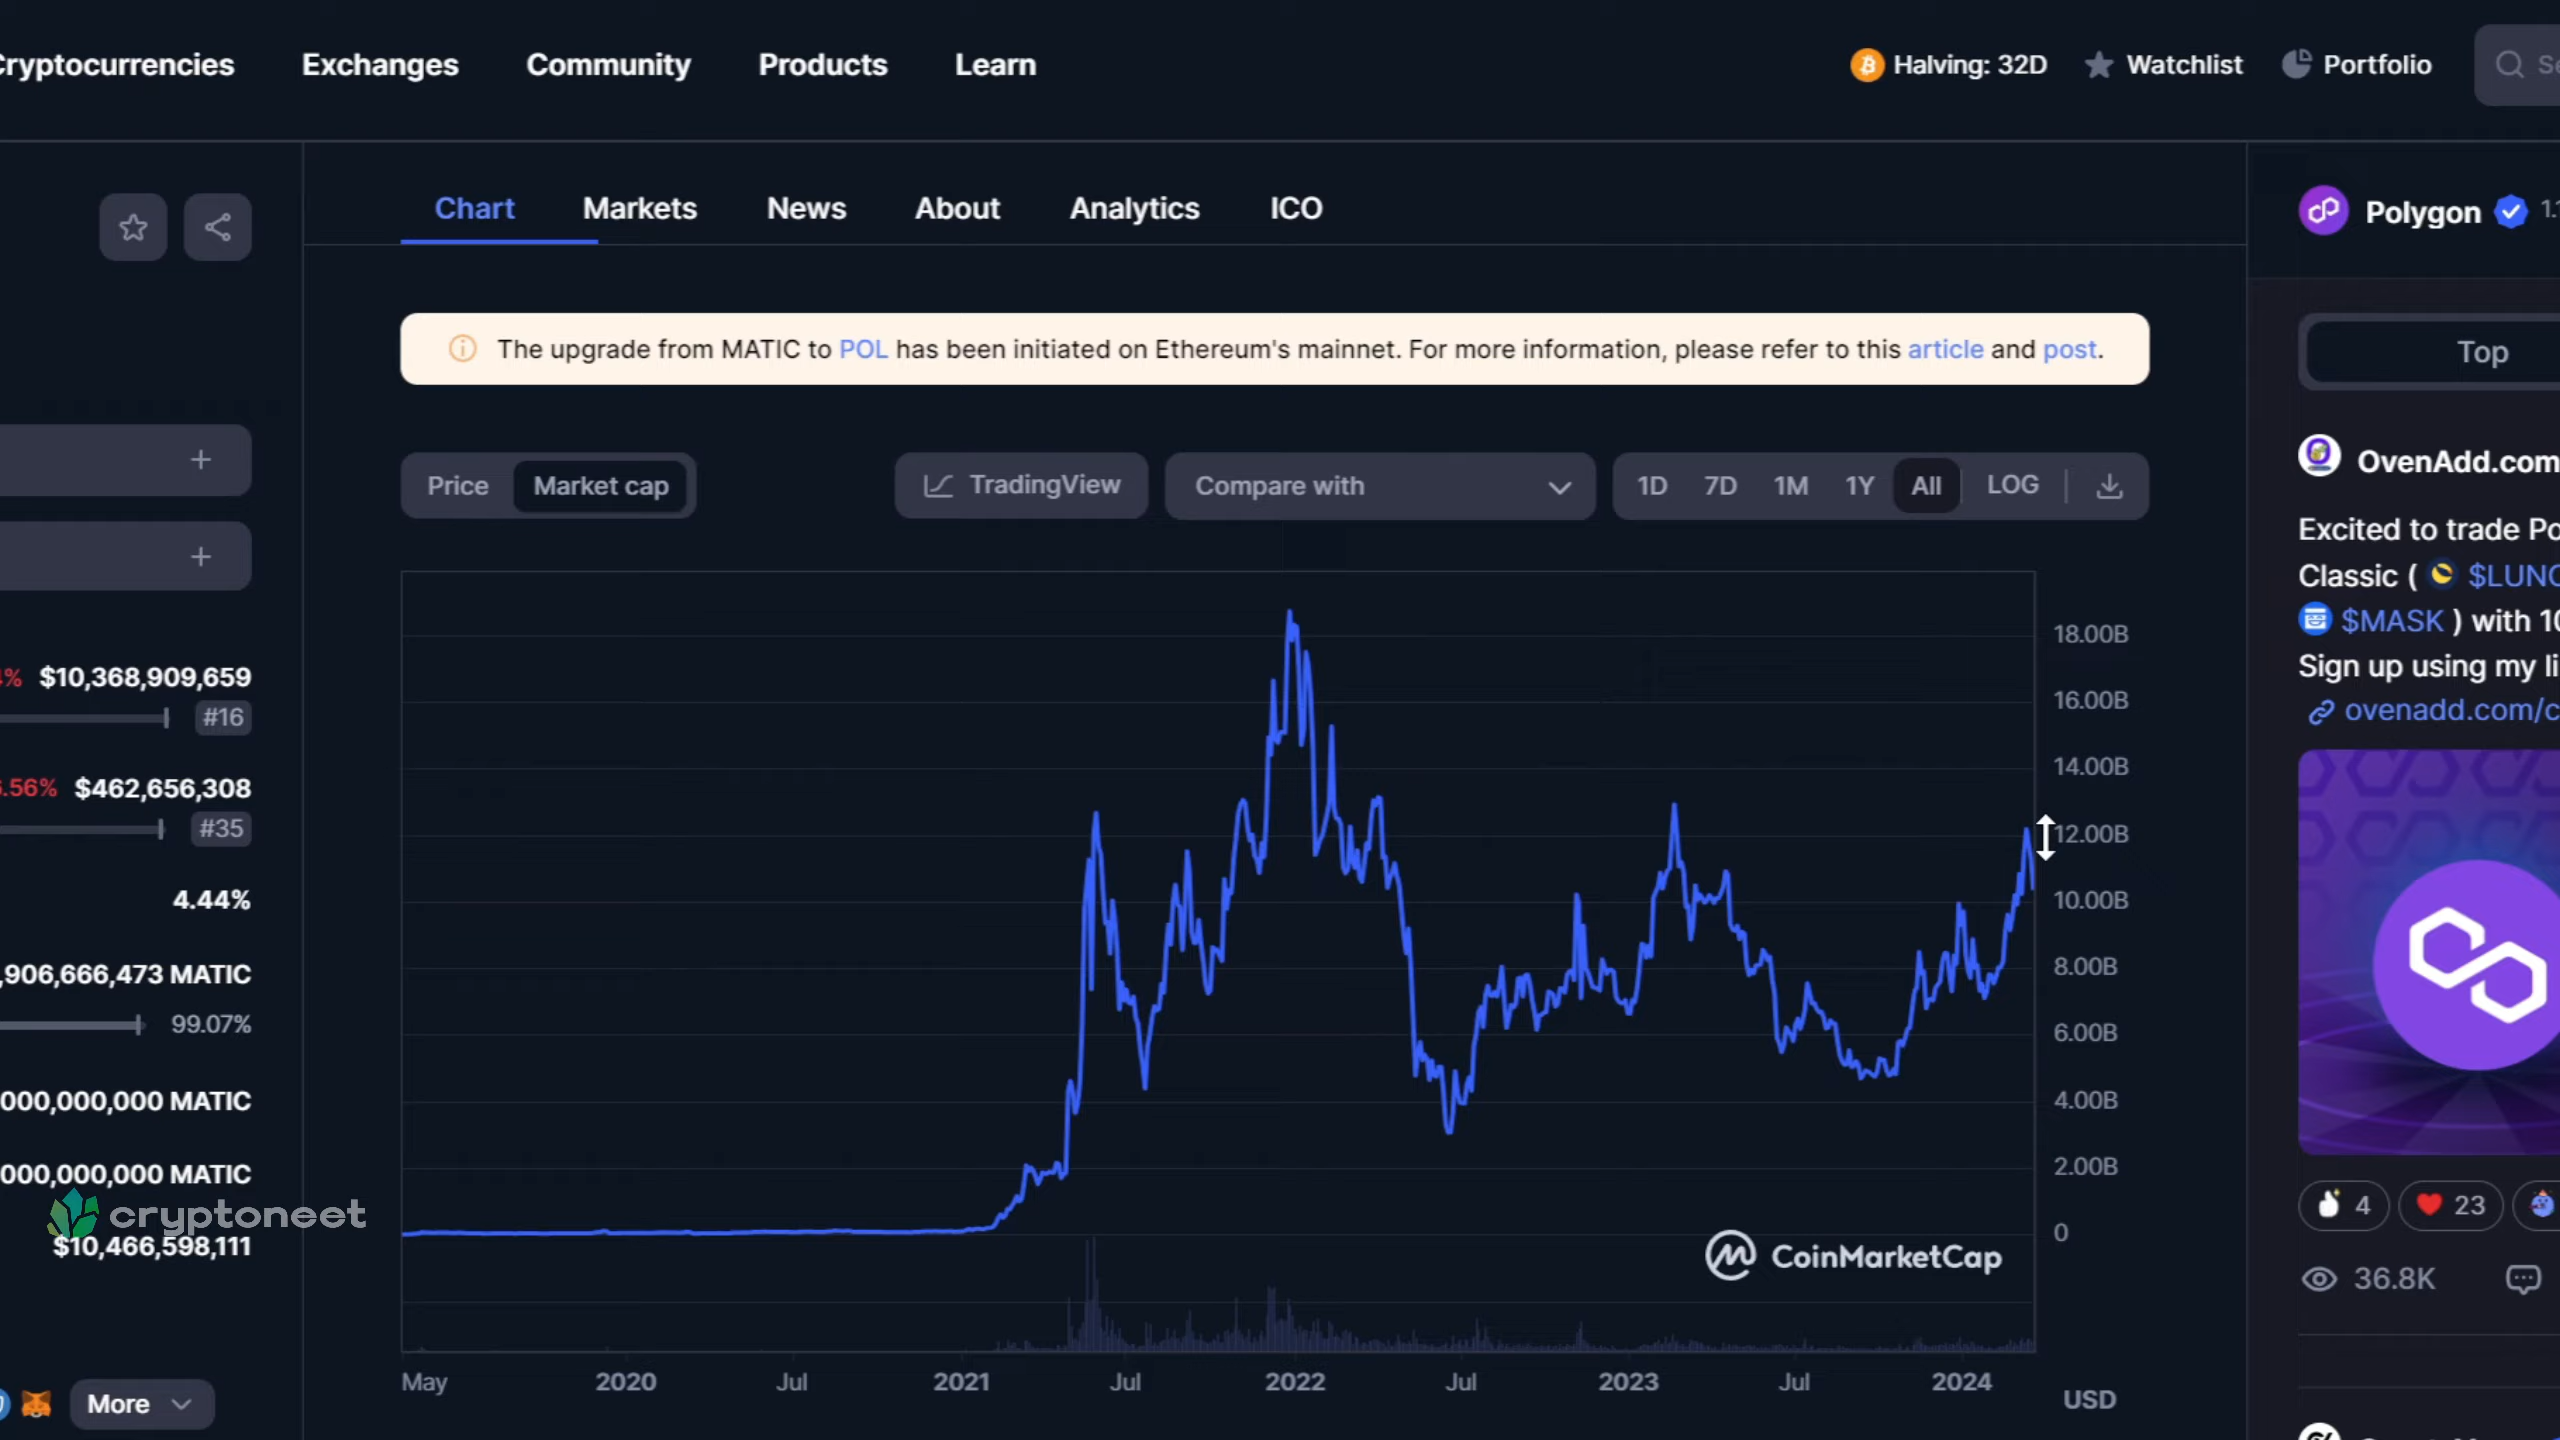 Cryptocurrencies Exchanges Community Products Learn Halving: 32D Watchlist Portfolio
Chart Markets News About Analytics ICO
The upgrade from MATIC to POL has been initiated on Ethereum's mainnet. For more information, please refer to this article and post.
Price Market cap TradingView Compare with 1D 7D 1M 1Y All LOG
% $10,368,909,659
#16
.56% $462,656,308
#35
4.44%
,906,666,473 MATIC
99.07%
000,000,000 MATIC
000,000,000 MATIC
cryptoneet
$10,466,598,111
More
18.00B
16.00B
14.00B
12.00B
10.00B
8.00B
6.00B
4.00B
2.00B
0
CoinMarketCap
May 2020 Jul 2021 Jul 2022 Jul 2023 Jul 2024
USD
Polygon
Top
OvenAdd.com
Excited to trade Po
Classic ( $LUNC
$MASK ) with 10
Sign up using my li
ovenadd.com/c
4 23
36.8K